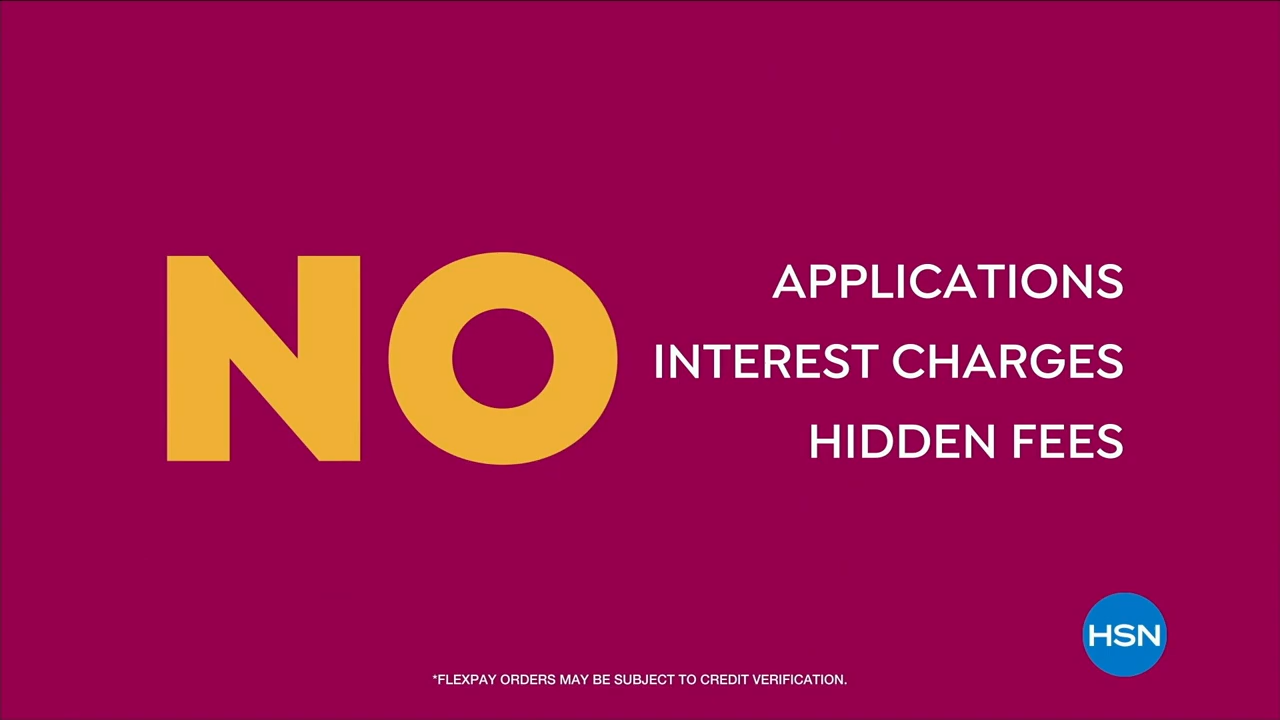 NO
APPLICATIONS
INTEREST CHARGES
HIDDEN FEES
HSN
*FLEXPAY ORDERS MAY BE SUBJECT TO CREDIT VERIFICATION.